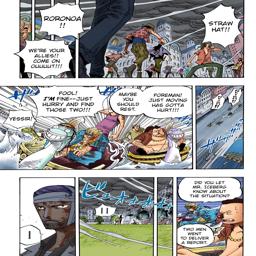 RORONOA
!!
STRAW
HAT!!
WE'RE YOUR
ALLIES!!
COME ON
OUUUUT!!!
FOREMAN!
JUST MOVING
HAS GOTTA
HURT!!
MAYBE YOU
SHOULD
REST.
FOOL!
I'M FINE--JUST
HURRY AND
FIND THOSE
TWO!!!
YESSIR!
DID YOU LET
MR. ICEBERG
KNOW ABOUT
THE SITUATION?
TWO MEN
WENT TO
DELIVER
A REPORT.
!